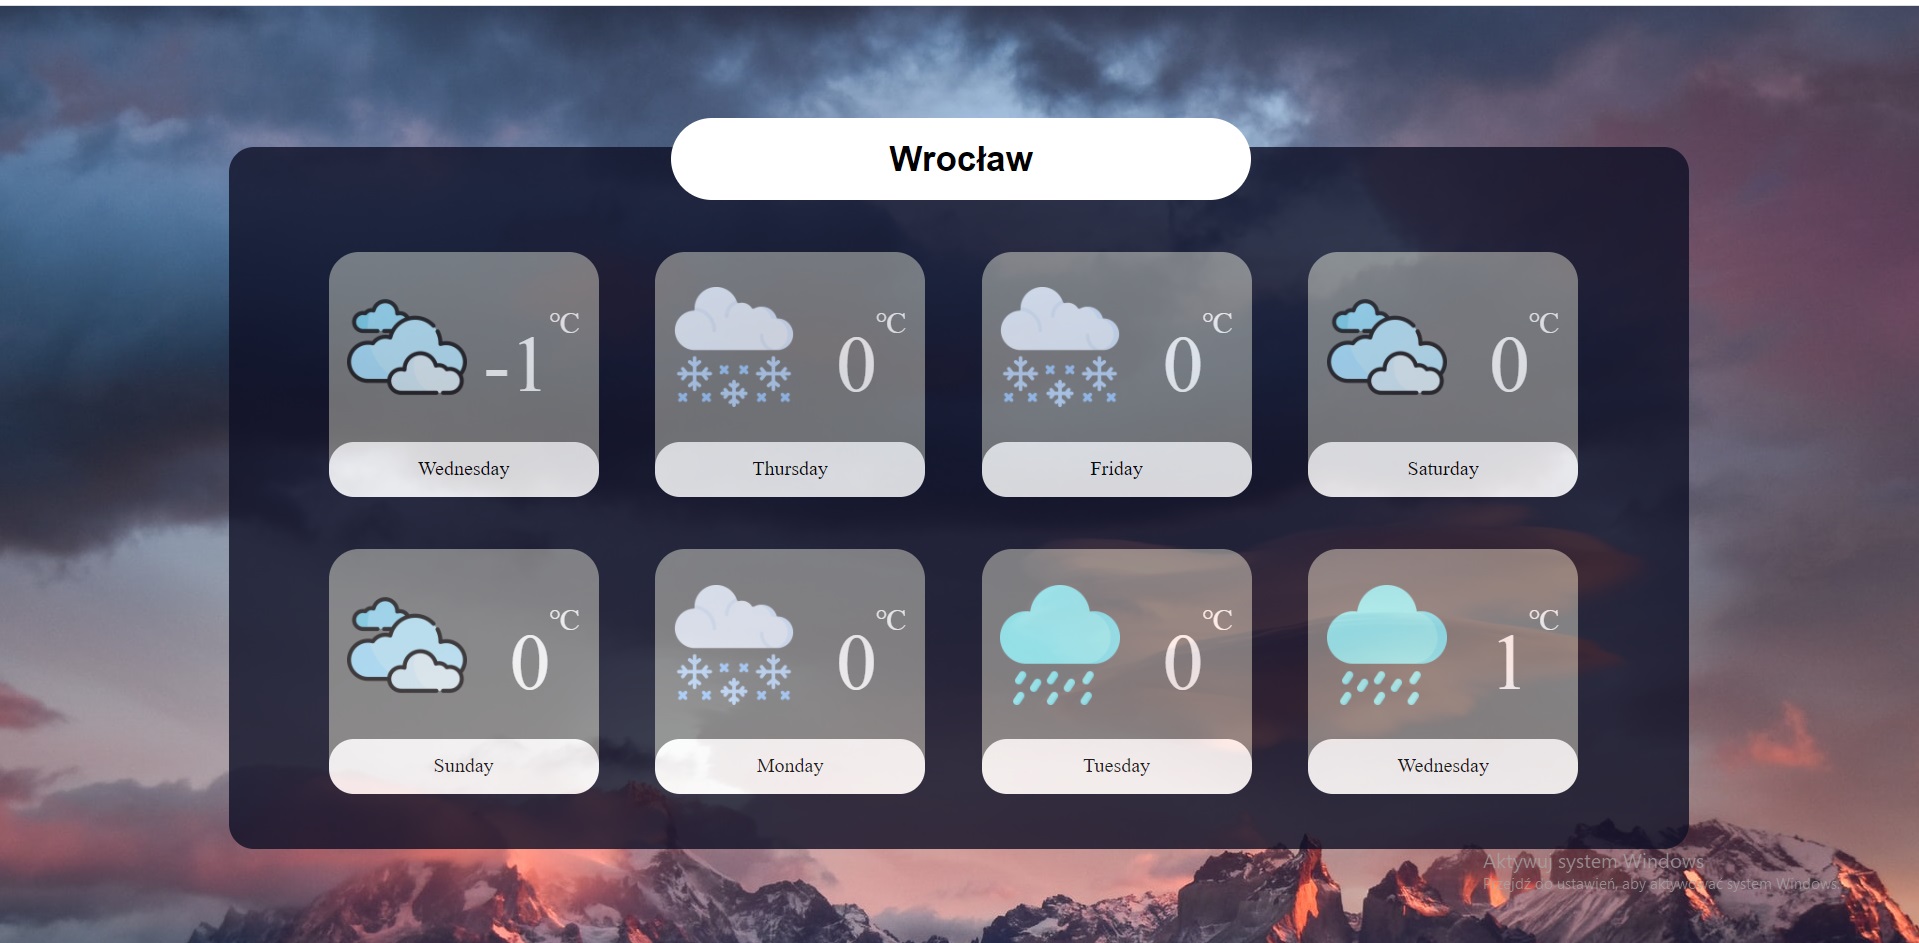 Wrocław
-1 °C
Wednesday
0 °C
Thursday
0 °C
Friday
0 °C
Saturday
0 °C
Sunday
0 °C
Monday
0 °C
Tuesday
1 °C
Wednesday
Aktywuj system Windows
Przejdź do ustawień, aby aktywować system Windows.